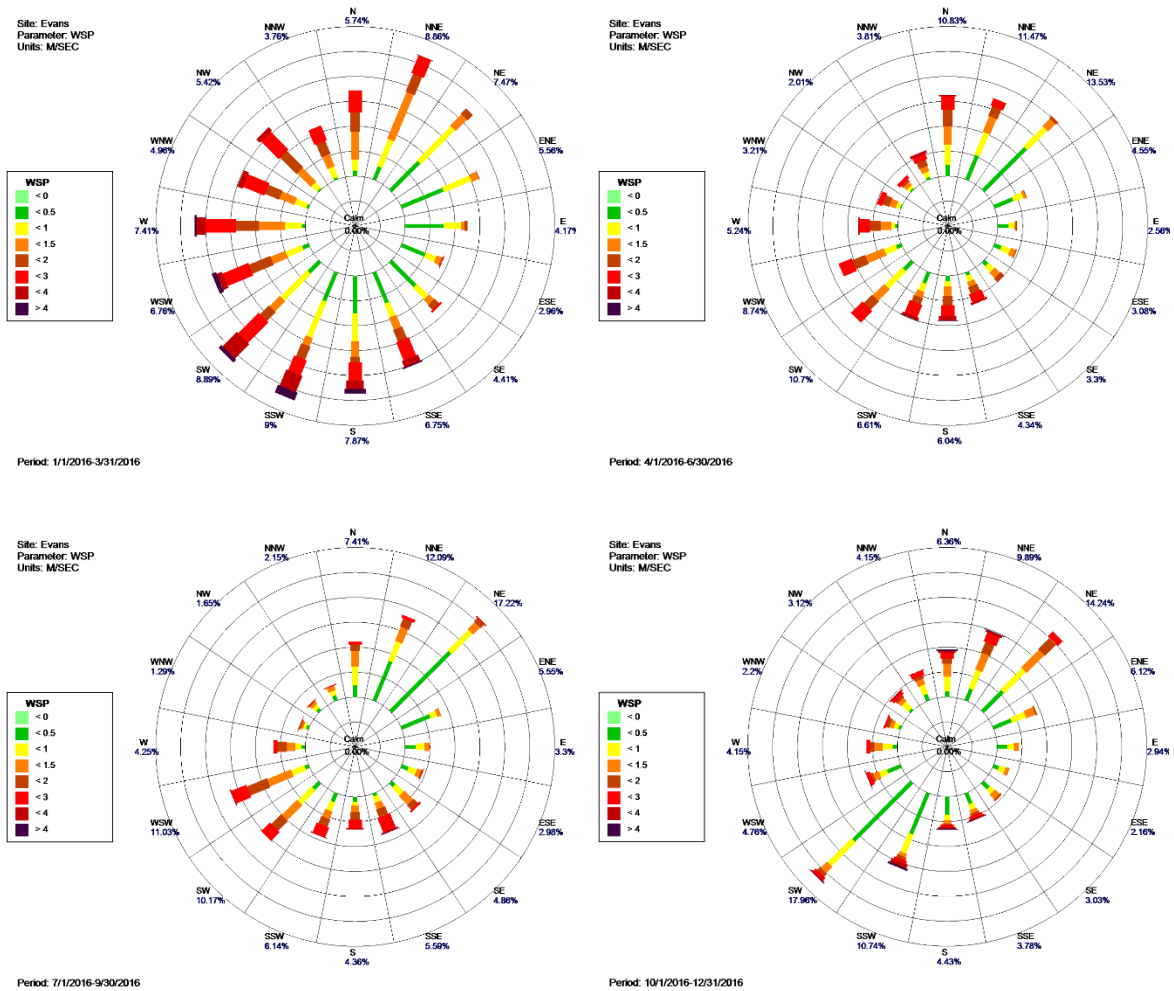 Site: Evans
Parameter: WSP
Units: M/SEC
N
5.74%
NNE
8.86%
NE
7.47%
ENE
5.56%
E
4.17%
ESE
2.96%
SE
4.41%
SSE
6.75%
S
7.87%
SSW
9%
SW
8.89%
WSW
6.76%
W
7.41%
WNW
4.96%
NW
5.42%
NNW
3.76%
Calm
0.00%
WSP
< 0
< 0.5
< 1
< 1.5
< 2
< 3
< 4
> 4
Period: 1/1/2016-3/31/2016
Site: Evans
Parameter: WSP
Units: M/SEC
N
10.83%
NNE
11.47%
NE
13.53%
ENE
4.55%
E
2.56%
ESE
3.08%
SE
3.3%
SSE
4.34%
S
6.04%
SSW
6.61%
SW
10.7%
WSW
8.74%
W
5.24%
WNW
3.21%
NW
2.01%
NNW
3.81%
Calm
0.00%
WSP
< 0
< 0.5
< 1
< 1.5
< 2
< 3
< 4
> 4
Period: 4/1/2016-6/30/2016
Site: Evans
Parameter: WSP
Units: M/SEC
N
7.41%
NNE
12.09%
NE
17.22%
ENE
5.55%
E
3.3%
ESE
2.98%
SE
4.86%
SSE
5.59%
S
4.36%
SSW
6.14%
SW
10.17%
WSW
11.03%
W
4.25%
WNW
1.29%
NW
1.65%
NNW
2.15%
Calm
0.00%
WSP
< 0
< 0.5
< 1
< 1.5
< 2
< 3
< 4
> 4
Period: 7/1/2016-9/30/2016
Site: Evans
Parameter: WSP
Units: M/SEC
N
6.36%
NNE
9.89%
NE
14.24%
ENE
6.12%
E
2.94%
ESE
2.16%
SE
3.03%
SSE
3.78%
S
4.43%
SSW
10.74%
SW
17.96%
WSW
4.76%
W
4.15%
WNW
2.2%
NW
3.12%
NNW
4.15%
Calm
0.00%
WSP
< 0
< 0.5
< 1
< 1.5
< 2
< 3
< 4
> 4
Period: 10/1/2016-12/31/2016